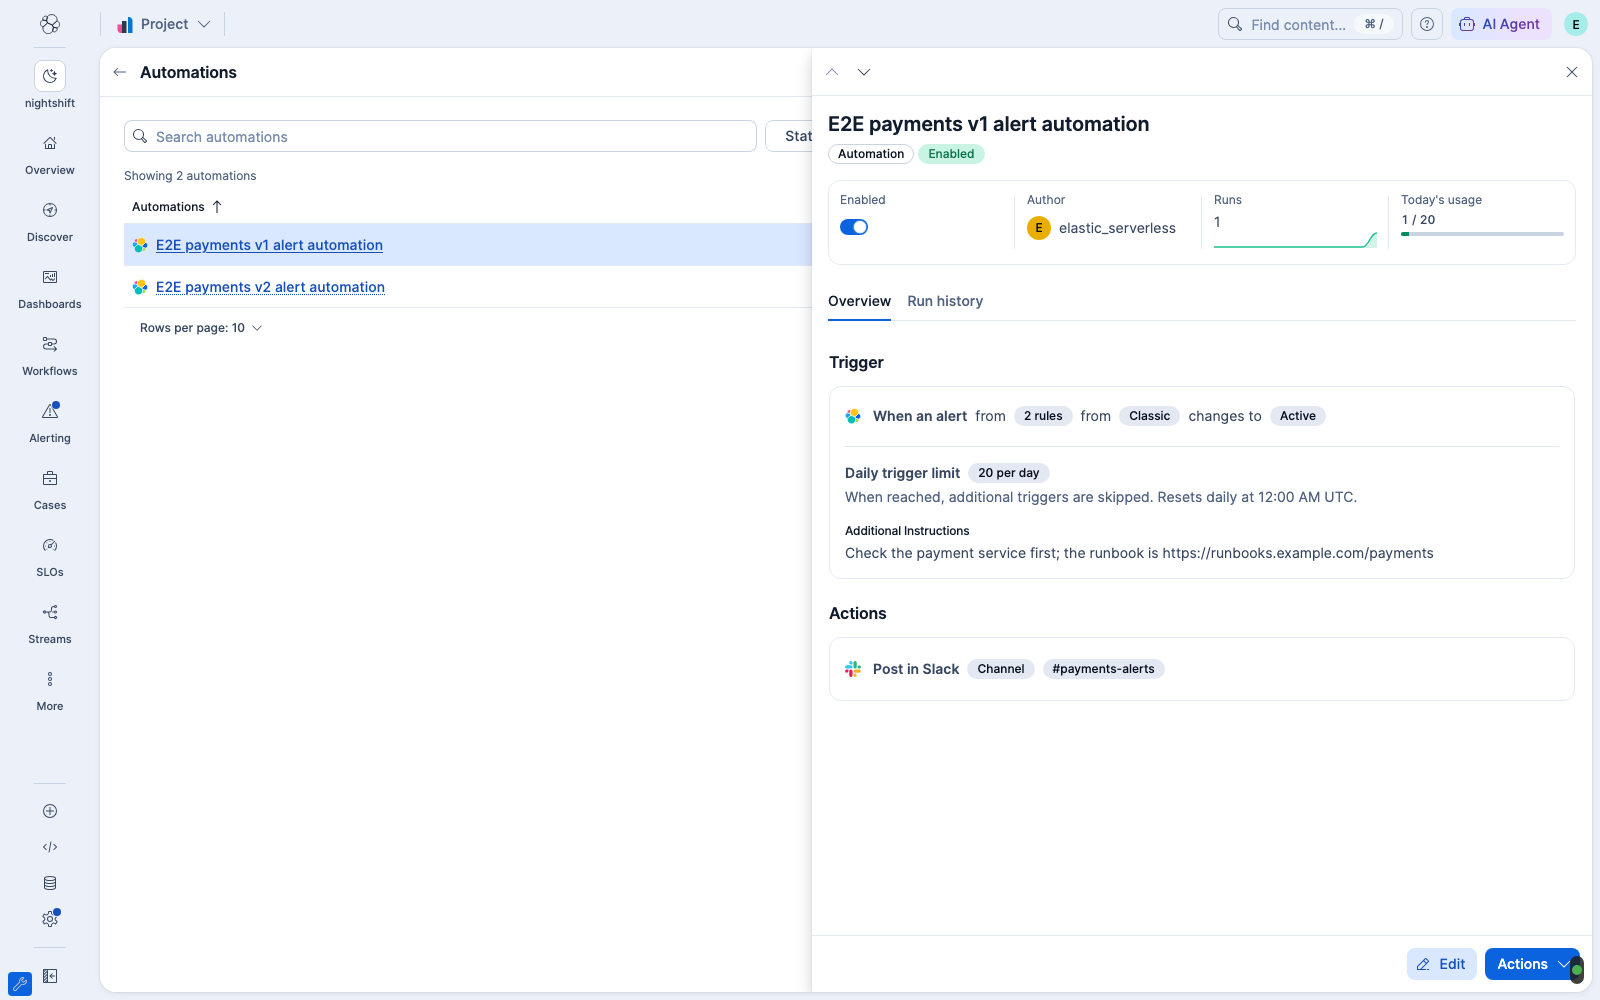 Project
Find content...
⌘ /
AI Agent
E
nightshift
Overview
Discover
Dashboards
Workflows
Alerting
Cases
SLOs
Streams
More
Automations
Search automations
Stat
Showing 2 automations
Automations
E2E payments v1 alert automation
E2E payments v2 alert automation
Rows per page: 10
E2E payments v1 alert automation
Automation Enabled
Enabled
Author
E elastic_serverless
Runs
1
Today's usage
1 / 20
Overview Run history
Trigger
When an alert from 2 rules from Classic changes to Active
Daily trigger limit 20 per day
When reached, additional triggers are skipped. Resets daily at 12:00 AM UTC.
Additional Instructions
Check the payment service first; the runbook is https://runbooks.example.com/payments
Actions
Post in Slack Channel #payments-alerts
Edit
Actions